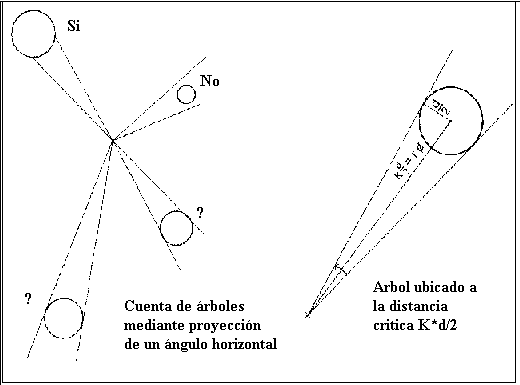 Si
No
?
?
Cuenta de árboles
mediante proyección
de un ángulo horizontal
Arbol ubicado a
la distancia
critica K*d/2